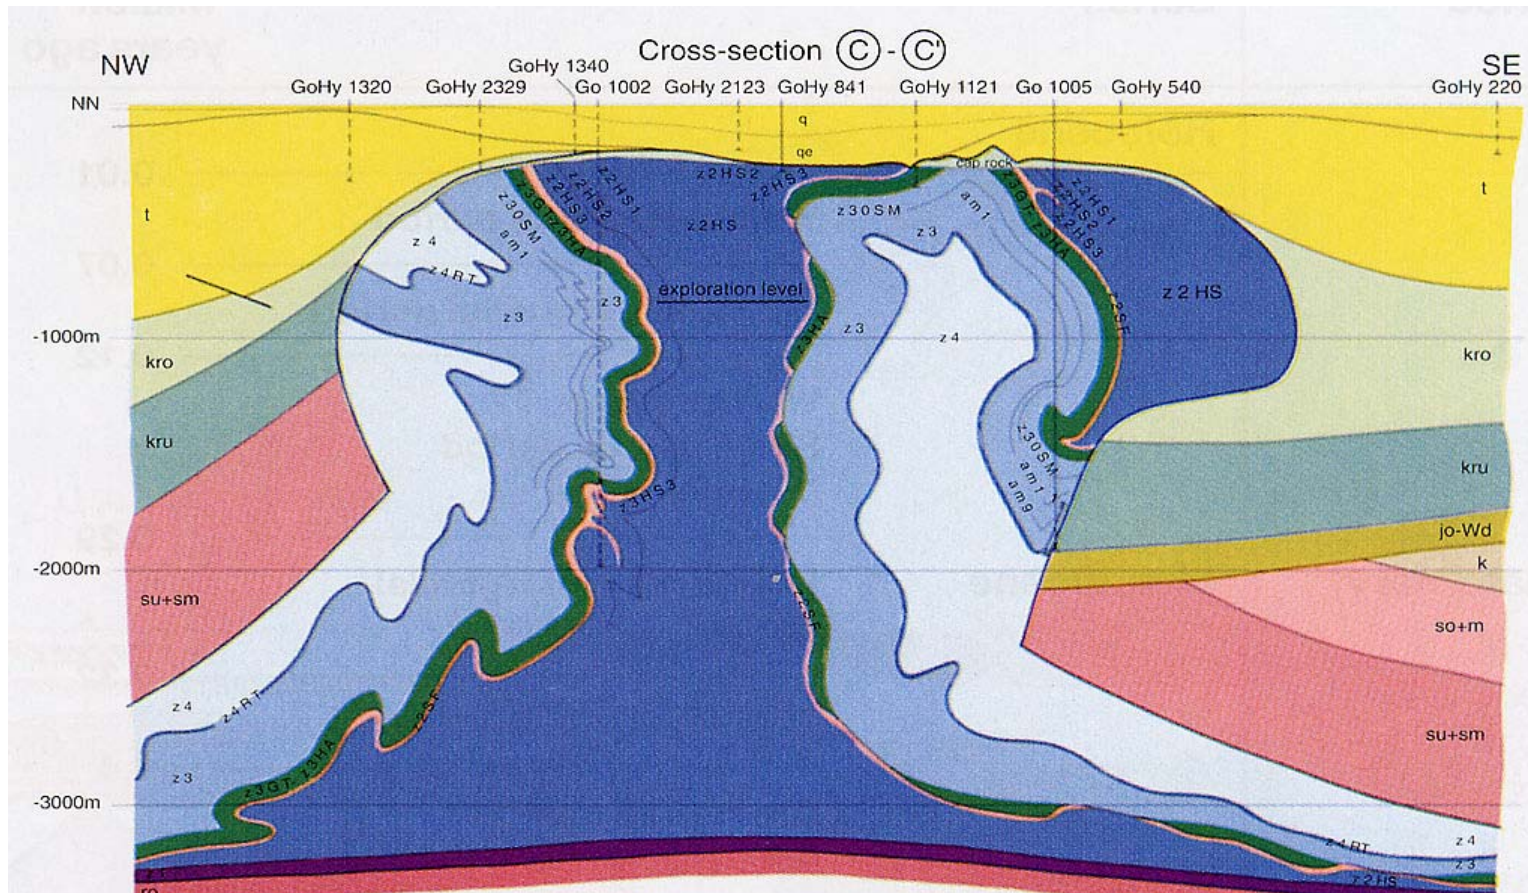 Cross-section C - C'
NW
SE
GoHy 1340
GoHy 1320
GoHy 2329
Go 1002
GoHy 2123
GoHy 841
GoHy 1121
Go 1005
GoHy 540
GoHy 220
NN
q
qe
cap rock
t
t
z2HS2
z2HS3
z2HS1
z2HS2
z2HS3
z3GT-z3HA
z3OSM
am1
z2HS
z3OSM
z3
am1
z3GT-z3HA
z2HS1
z2HS2
z2HS3
z4
z4RT
exploration level
z3
z3
z3HA
z3
z4
z2SF
z2HS
-1000m
kro
kro
kru
z3OSM
am1
am9
kru
z3HS3
jo-Wd
k
-2000m
su+sm
z2SF
so+m
z4
z4RT
z2SF
su+sm
z3
z3GT-z3HA
-3000m
z4RT
z4
z3
z2HS